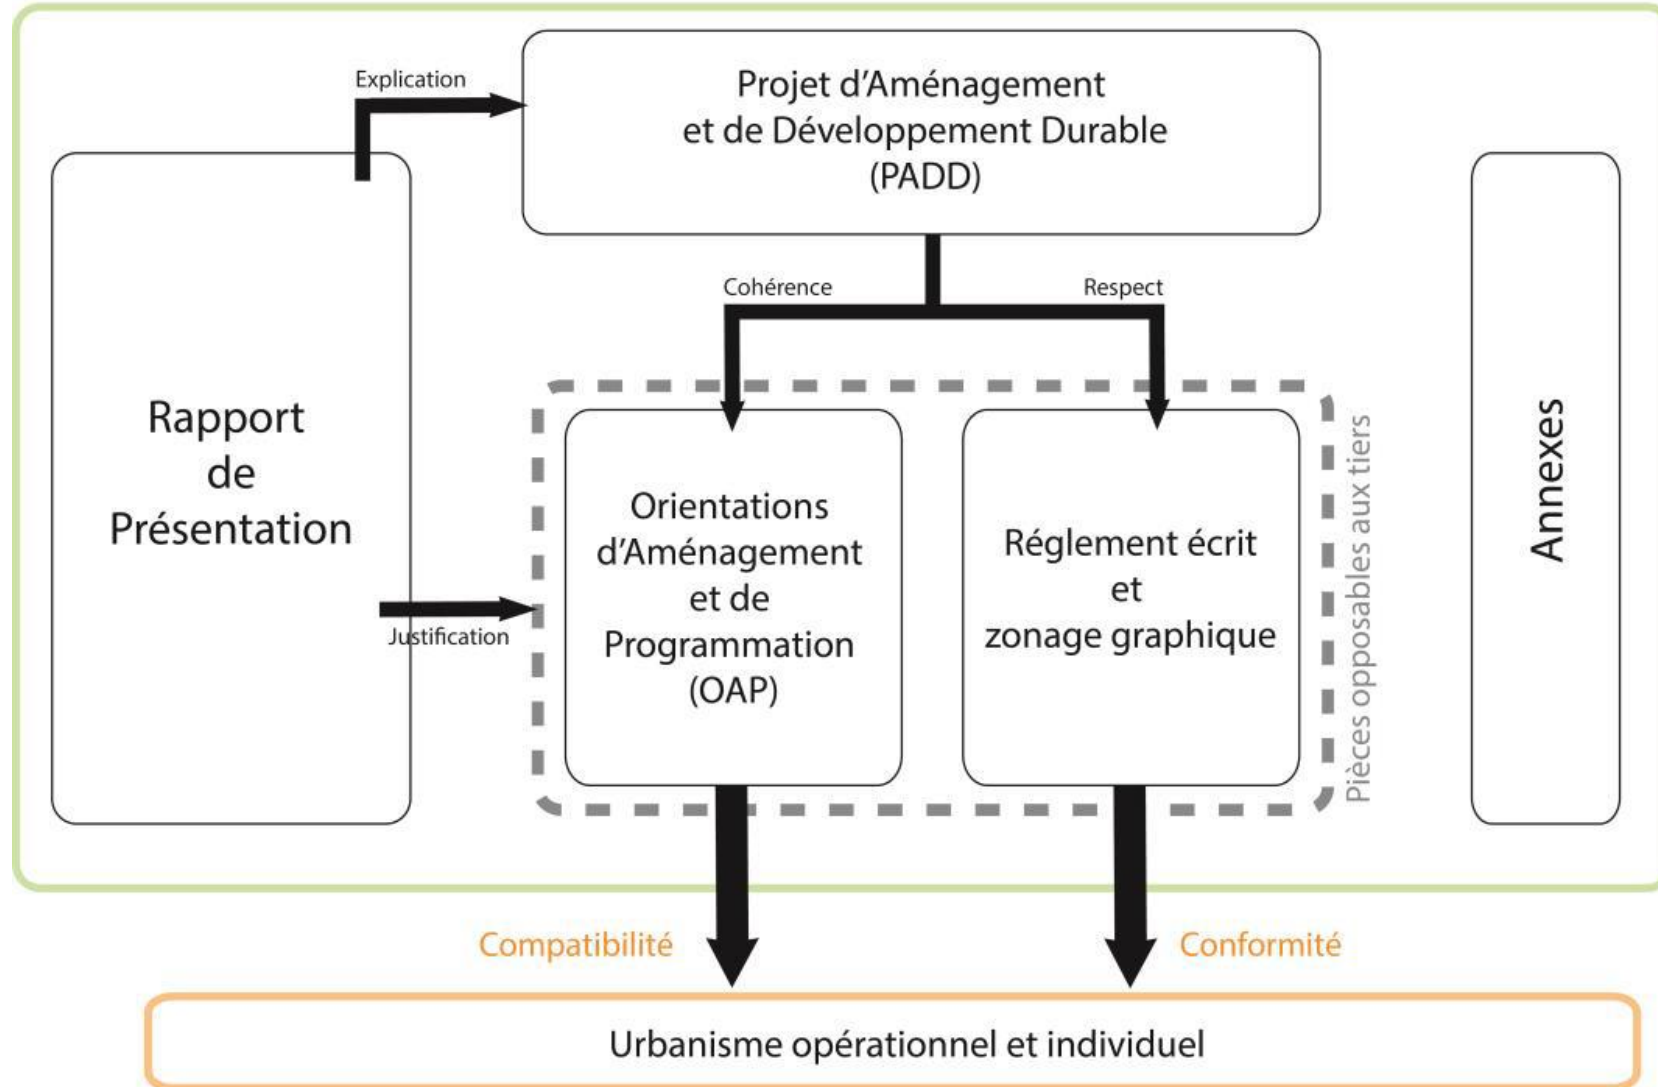 Explication
Projet d’Aménagement
et de Développement Durable
(PADD)
Cohérence
Respect
Rapport
de
Présentation
Justification
Orientations
d’Aménagement
et de
Programmation
(OAP)
Réglement écrit
et
zonage graphique
Pièces opposables aux tiers
Annexes
Compatibilité
Conformité
Urbanisme opérationnel et individuel